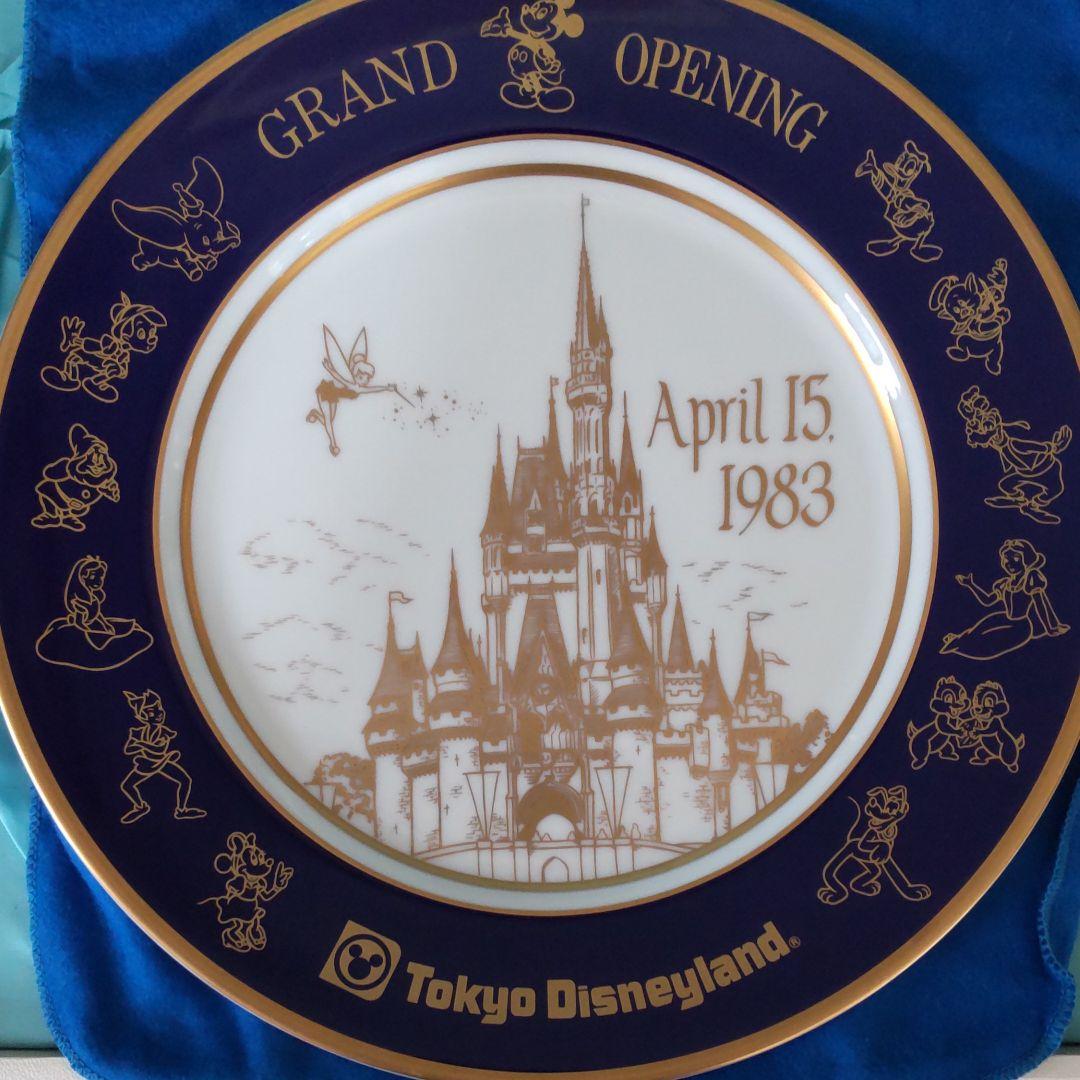 GRAND OPENING
April 15,
1983
Tokyo Disneyland®